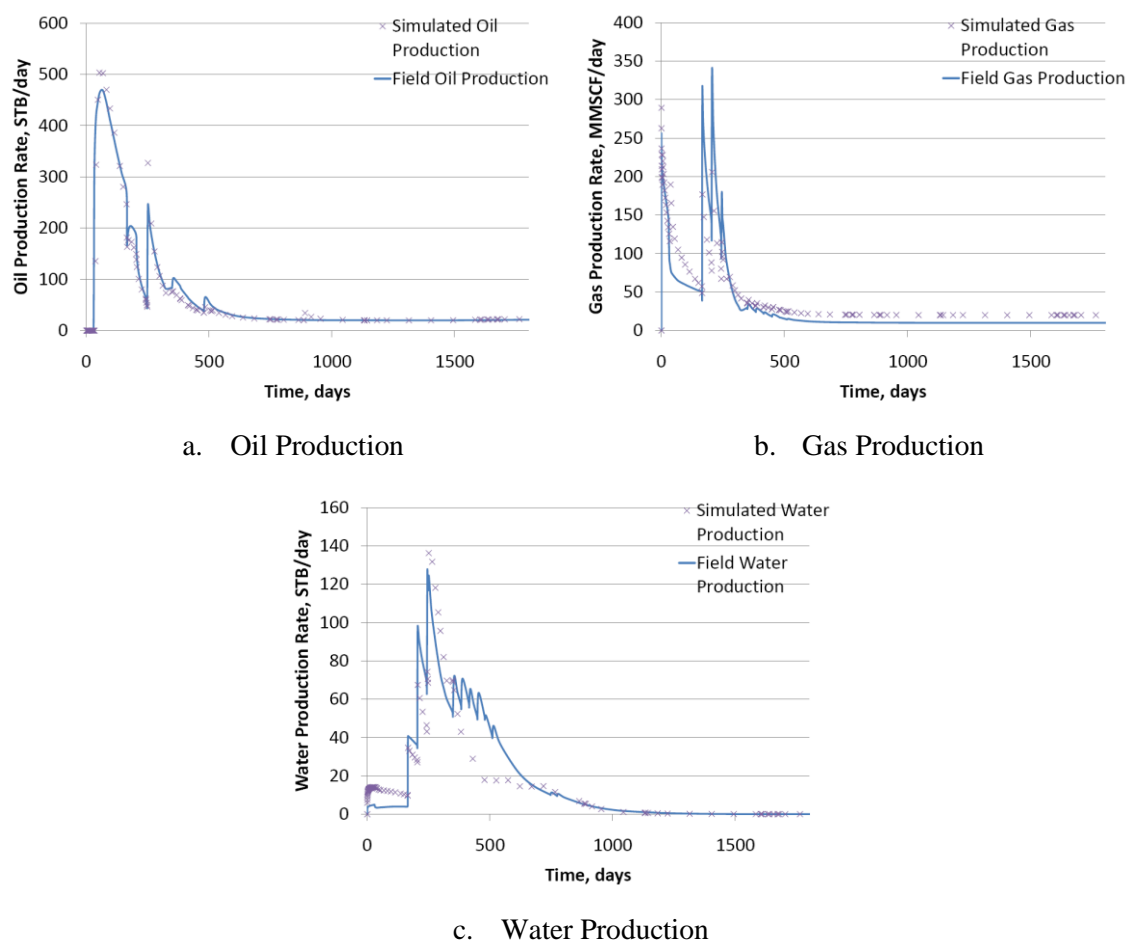 Oil Production Rate, STB/day
600
500
400
300
200
100
0
0
500
1000
1500
Time, days
Simulated Oil
Production
Field Oil Production
a. Oil Production
Gas Production Rate, MMSCF/day
400
350
300
250
200
150
100
50
0
0
500
1000
1500
Time, days
Simulated Gas
Production
Field Gas Production
b. Gas Production
Water Production Rate, STB/day
160
140
120
100
80
60
40
20
0
0
500
1000
1500
Time, days
Simulated Water
Production
Field Water
Production
c. Water Production